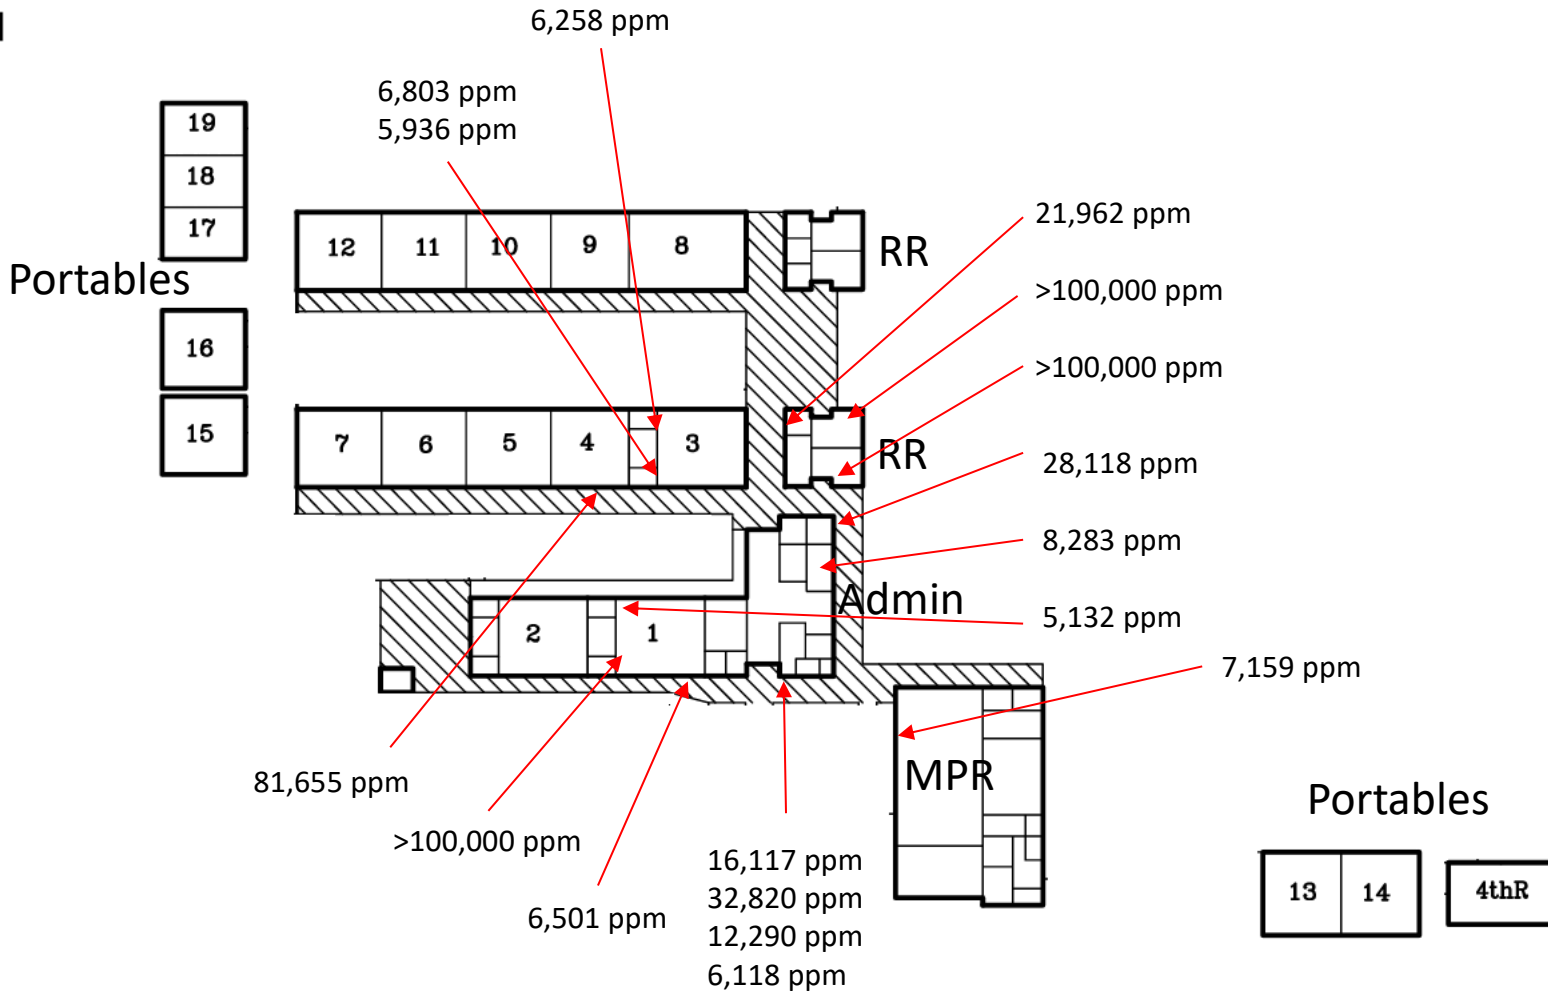 6,258 ppm
6,803 ppm
5,936 ppm
19
18
17
Portables
16
15
12 11 10 9 8
RR
21,962 ppm
>100,000 ppm
>100,000 ppm
7 6 5 4 3
RR
28,118 ppm
8,283 ppm
Admin
5,132 ppm
2 1
7,159 ppm
MPR
81,655 ppm
>100,000 ppm
6,501 ppm
16,117 ppm
32,820 ppm
12,290 ppm
6,118 ppm
Portables
13 14 4thR